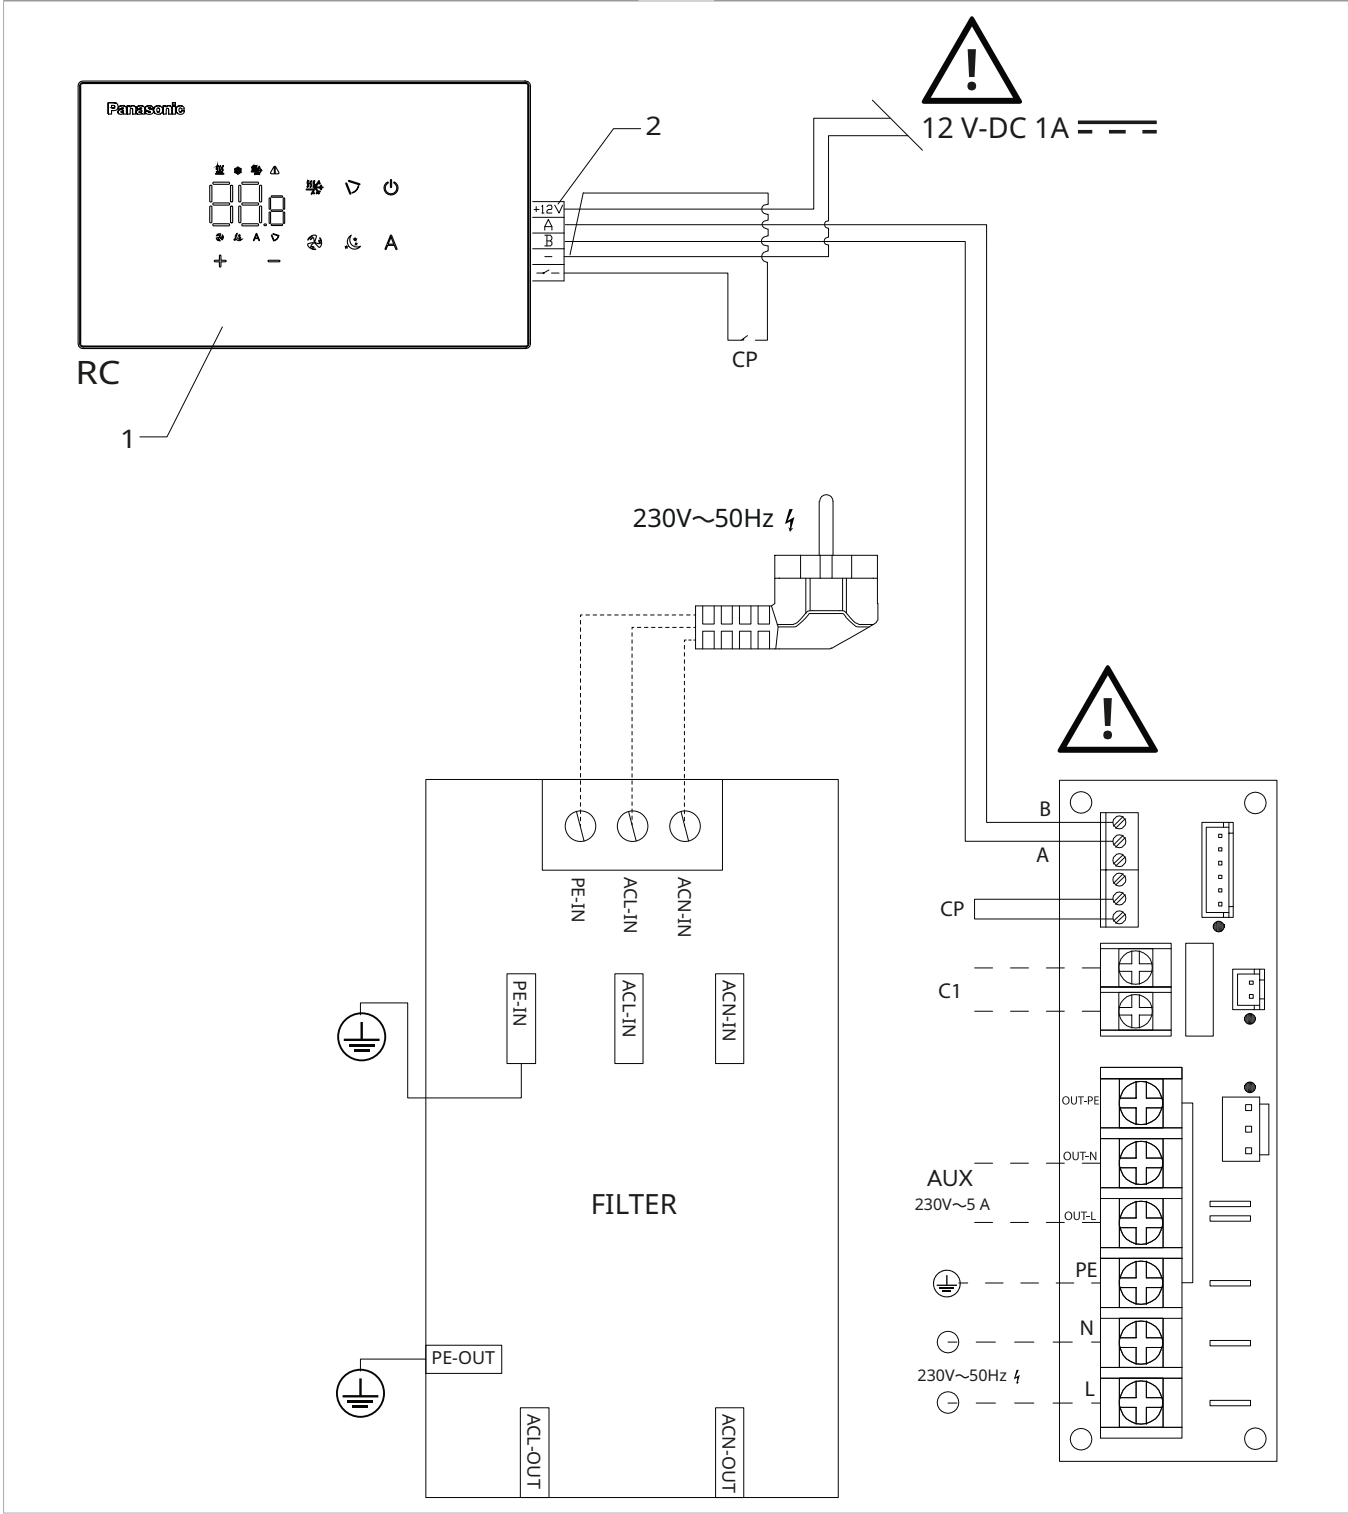 12 V-DC 1A
Panasonic
2
88.8
A
A
+12V
A
B
CP
RC
1
230V~50Hz
B
A
CP
C1
PE-IN
ACL-IN
ACN-IN
PE-IN
ACL-IN
ACN-IN
OUT-PE
OUT-N
AUX
230V~5 A
OUT-L
FILTER
PE
N
230V~50Hz
L
PE-OUT
ACL-OUT
ACN-OUT